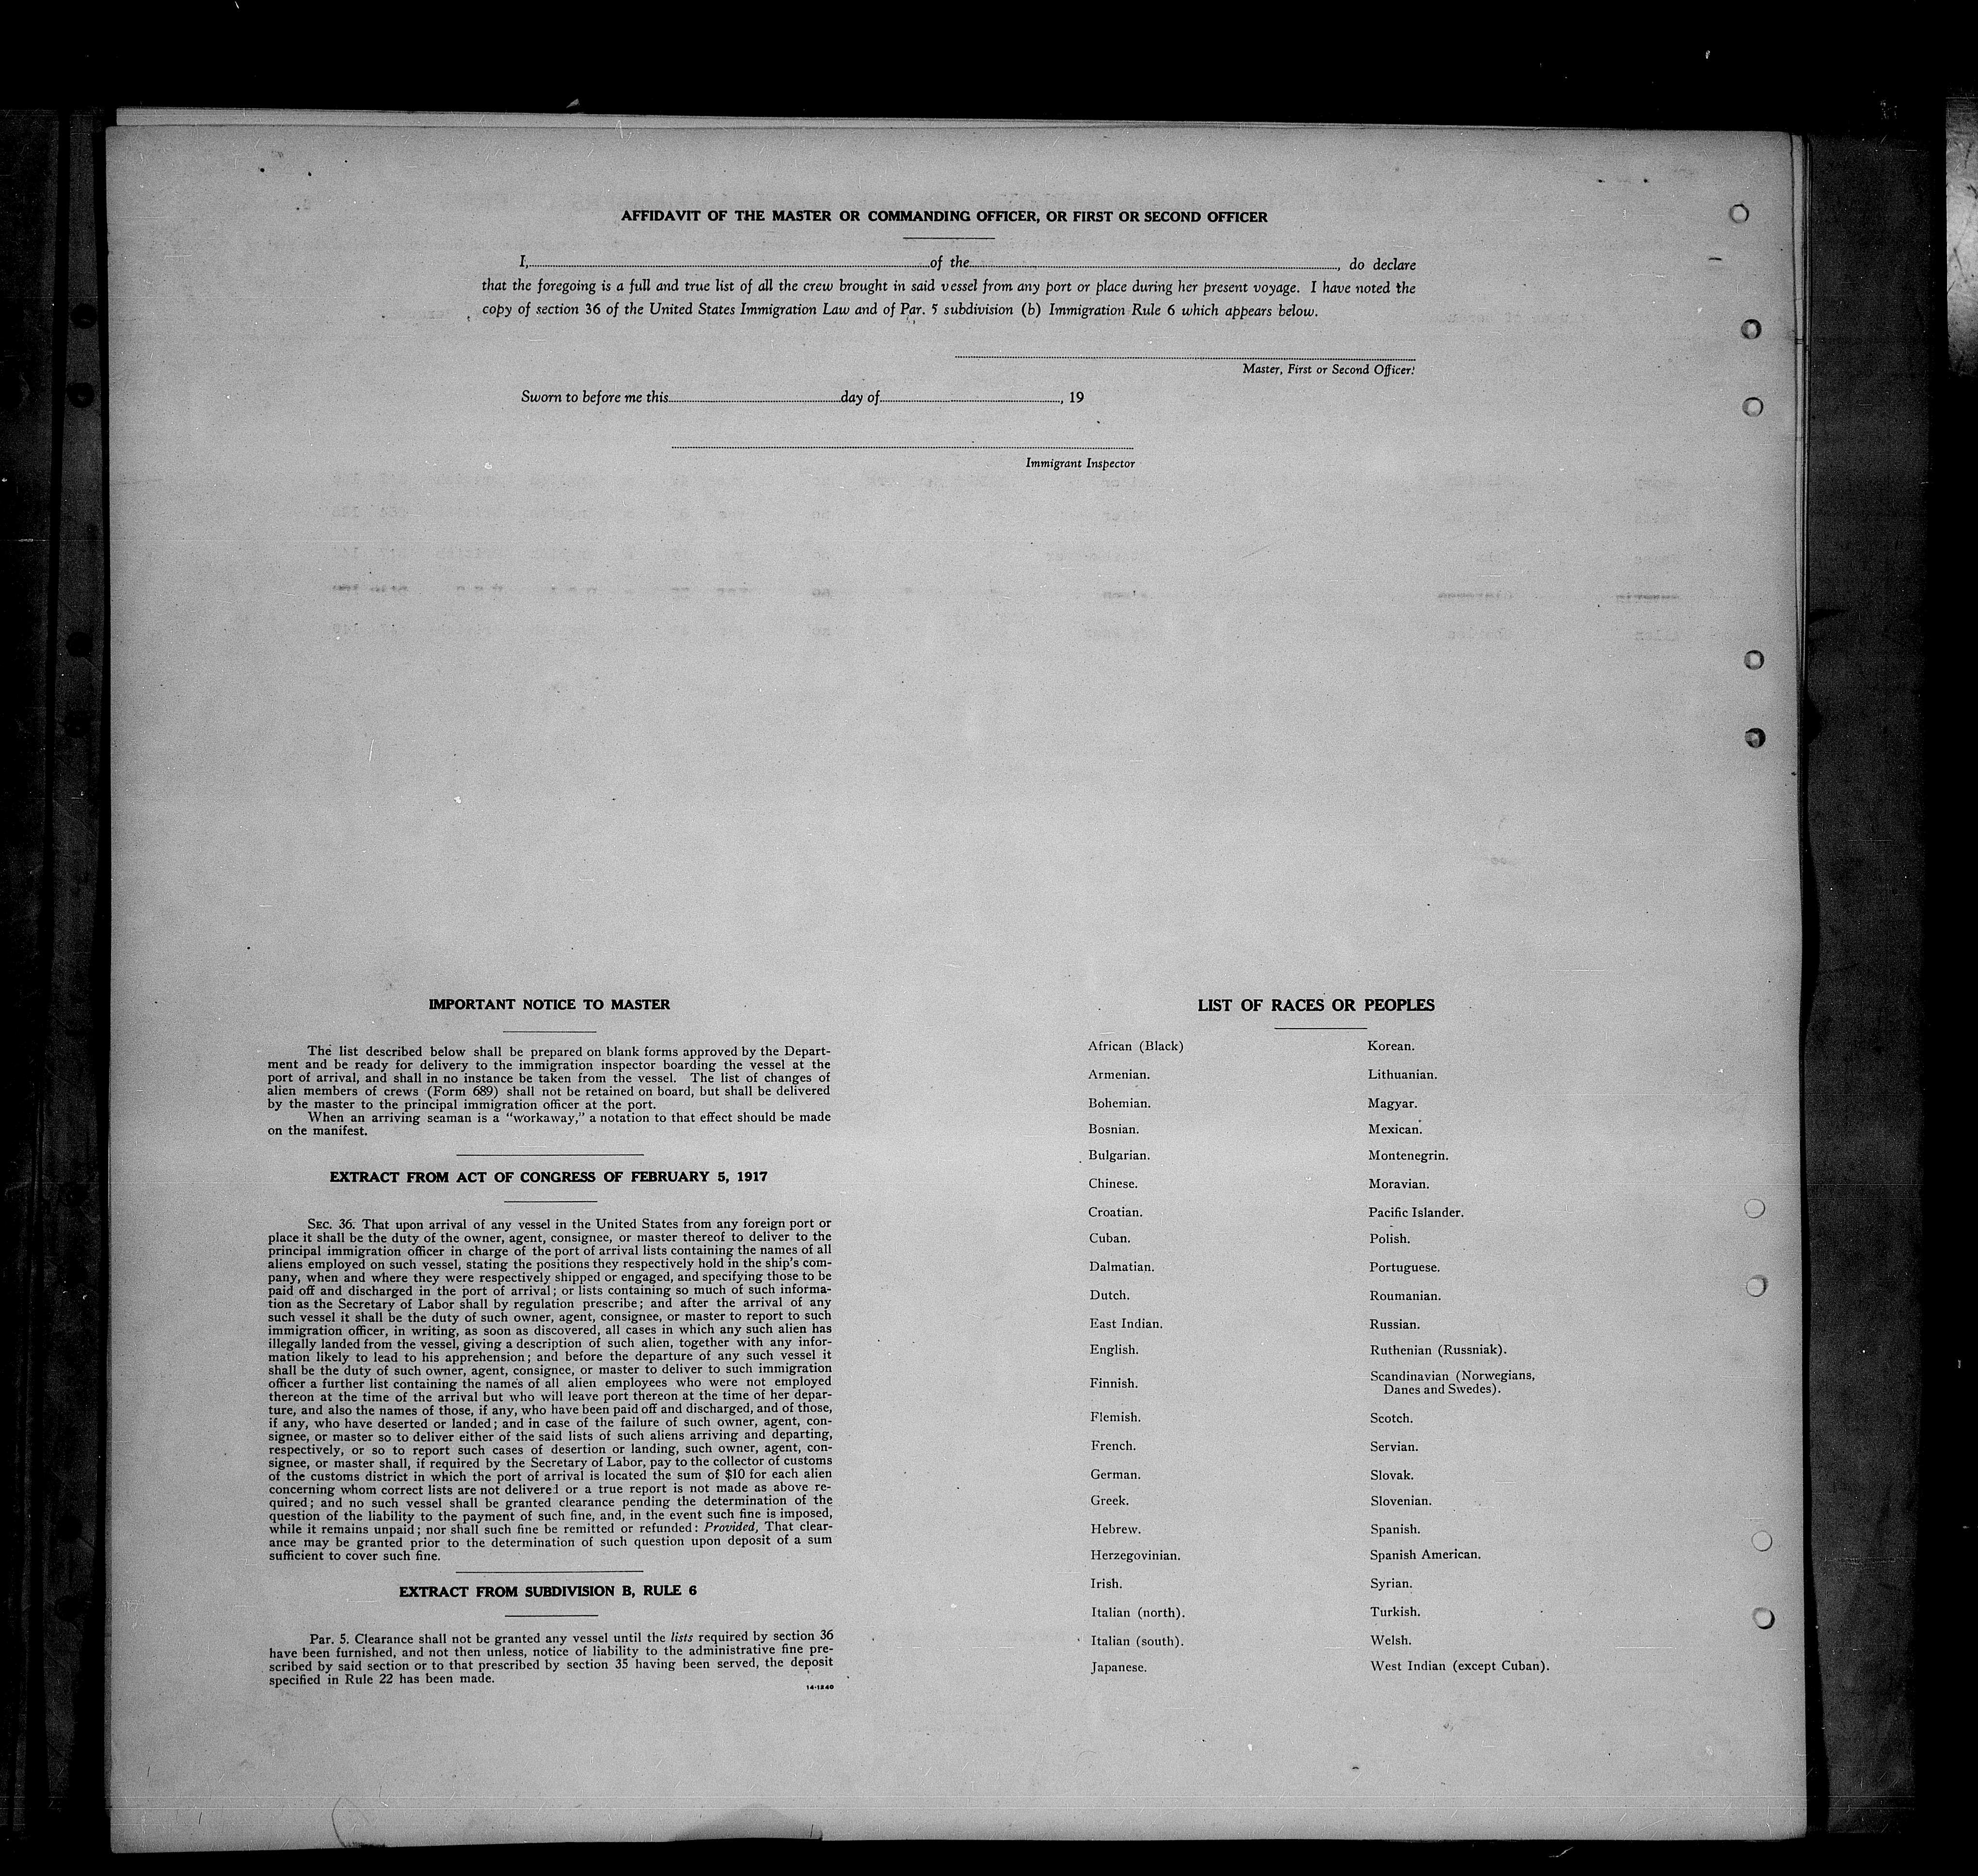 AFFIDAVIT OF THE MASTER OR COMMANDING OFFICER, OR FIRST OR SECOND OFFICER
I, of the , do declare
that the foregoing is a full and true list of all the crew brought in said vessel from any port or place during her present voyage. I have noted the
copy of section 36 of the United States Immigration Law and of Par. 5 subdivision (b) Immigration Rule 6 which appears below.
Master, First or Second Officer.
Sworn to before me this day of , 19
Immigrant Inspector
IMPORTANT NOTICE TO MASTER
The list described below shall be prepared on blank forms approved by the Depart-
ment and be ready for delivery to the immigration inspector boarding the vessel at the
port of arrival, and shall in no instance be taken from the vessel. The list of changes of
alien members of crews (Form 689) shall not be retained on board, but shall be delivered
by the master to the principal immigration officer at the port.
When an arriving seaman is a "workaway," a notation to that effect should be made
on the manifest.
EXTRACT FROM ACT OF CONGRESS OF FEBRUARY 5, 1917
SEC. 36. That upon arrival of any vessel in the United States from any foreign port or
place it shall be the duty of the owner, agent, consignee, or master thereof to deliver to the
principal immigration officer in charge of the port of arrival lists containing the names of all
aliens employed on such vessel, stating the positions they respectively hold in the ship's com-
pany, when and where they were respectively shipped or engaged, and specifying those to be
paid off and discharged in the port of arrival; or lists containing so much of such informa-
tion as the Secretary of Labor shall by regulation prescribe; and after the arrival of any
such vessel it shall be the duty of such owner, agent, consignee, or master to report to such
immigration officer, in writing, as soon as discovered, all cases in which any such alien has
illegally landed from the vessel, giving a description of such alien, together with any infor-
mation likely to lead to his apprehension; and before the departure of any such vessel it
shall be the duty of such owner, agent, consignee, or master to deliver to such immigration
officer a further list containing the names of all alien employees who were not employed
thereon at the time of the arrival but who will leave port thereon at the time of her depar-
ture, and also the names of those, if any, who have been paid off and discharged, and of those,
if any, who have deserted or landed; and in case of the failure of such owner, agent, con-
signee, or master so to deliver either of the said lists of such aliens arriving and departing,
respectively, or so to report such cases of desertion or landing, such owner, agent, con-
signee, or master shall, if required by the Secretary of Labor, pay to the collector of customs
of the customs district in which the port of arrival is located the sum of $10 for each alien
concerning whom correct lists are not delivered or a true report is not made as above re-
quired; and no such vessel shall be granted clearance pending the determination of the
question of the liability to the payment of such fine, and, in the event such fine is imposed,
while it remains unpaid; nor shall such fine be remitted or refunded: Provided, That clear-
ance may be granted prior to the determination of such question upon deposit of a sum
sufficient to cover such fine.
EXTRACT FROM SUBDIVISION B, RULE 6
Par. 5. Clearance shall not be granted any vessel until the lists required by section 36
have been furnished, and not then unless, notice of liability to the administrative fine pre-
scribed by said section or to that prescribed by section 35 having been served, the deposit
specified in Rule 22 has been made.
14-1240
LIST OF RACES OR PEOPLES
African (Black)
Armenian.
Bohemian.
Bosnian.
Bulgarian.
Chinese.
Croatian.
Cuban.
Dalmatian.
Dutch.
East Indian.
English.
Finnish.
Flemish.
French.
German.
Greek.
Hebrew.
Herzegovinian.
Irish.
Italian (north).
Italian (south).
Japanese.
Korean.
Lithuanian.
Magyar.
Mexican.
Montenegrin.
Moravian.
Pacific Islander.
Polish.
Portuguese.
Roumanian.
Russian.
Ruthenian (Russniak).
Scandinavian (Norwegians,
Danes and Swedes).
Scotch.
Servian.
Slovak.
Slovenian.
Spanish.
Spanish American.
Syrian.
Turkish.
Welsh.
West Indian (except Cuban).